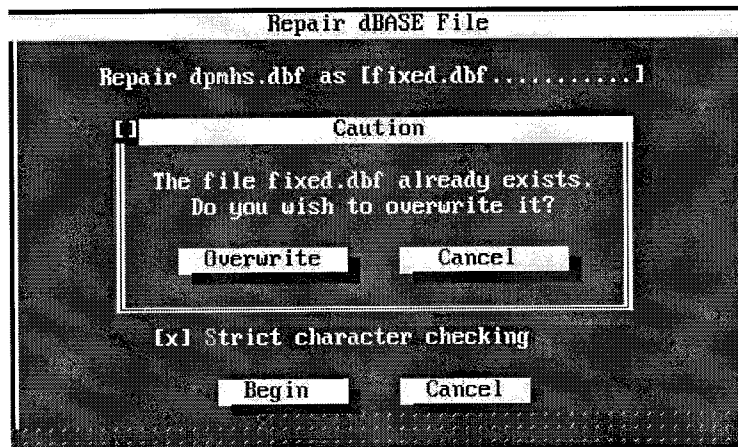 Repair dBASE File
Repair dpmhs.dbf as [fixed.dbf...........]
[ ] Caution
The file fixed.dbf already exists.
Do you wish to overwrite it?
Overwrite Cancel
[x] Strict character checking
Begin Cancel